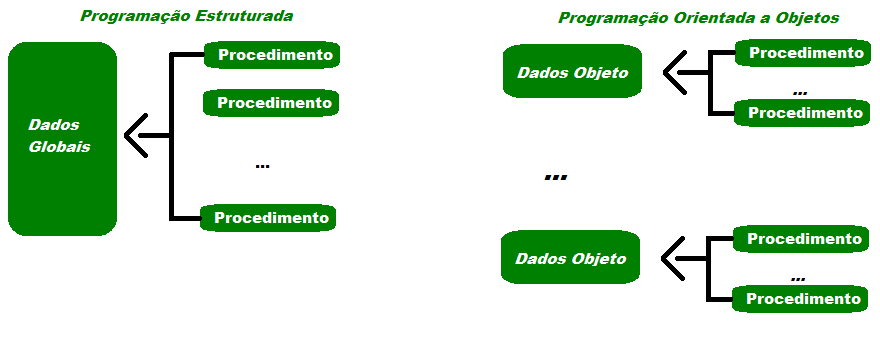 Programação Estruturada
Dados
Globais
Procedimento
Procedimento
...
Procedimento
Programação Orientada a Objetos
Dados Objeto
Procedimento
...
Procedimento
...
Dados Objeto
Procedimento
...
Procedimento